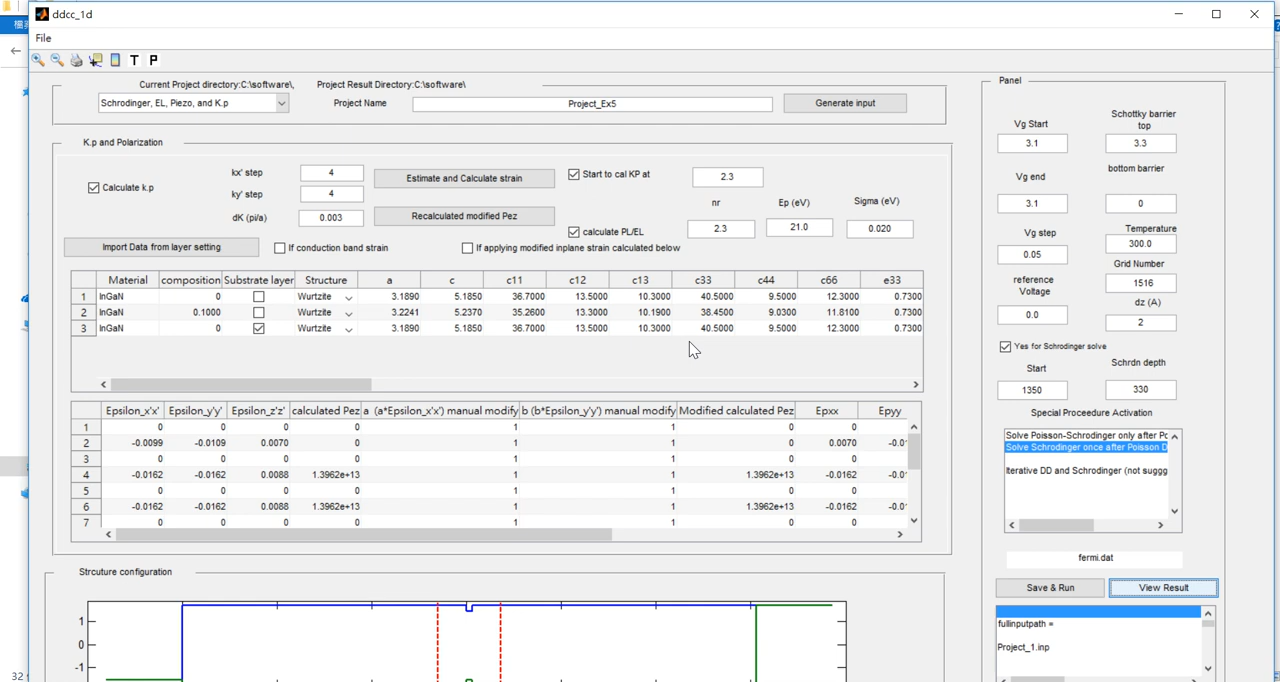 ddcc_1d
File
T P
Current Project directory:C:\software\, Project Result Directory:C:\software\
Schrodinger, EL, Piezo, and K.p Project Name Project_Ex5 Generate input
K.p and Polarization
Calculate k.p
kx' step 4
ky' step 4
dK (pi/a) 0.003
Estimate and Calculate strain
Recalculated modified Pez
Start to cal KP at 2.3
nr Ep (eV) Sigma (eV)
calculate PL/EL 2.3 21.0 0.020
Import Data from layer setting If conduction band strain If applying modified inplane strain calculated below
Material composition Substrate layer Structure a c c11 c12 c13 c33 c44 c66 e33
1 InGaN 0 Wurtzite 3.1890 5.1850 36.7000 13.5000 10.3000 40.5000 9.5000 12.3000 0.7300
2 InGaN 0.1000 Wurtzite 3.2241 5.2370 35.2600 13.3000 10.1900 38.4500 9.0300 11.8100 0.7300
3 InGaN 0 Wurtzite 3.1890 5.1850 36.7000 13.5000 10.3000 40.5000 9.5000 12.3000 0.7300
Epsilon_x'x' Epsilon_y'y' Epsilon_z'z' calculated Pez a (a*Epsilon_x'x') manual modify b (b*Epsilon_y'y') manual modify Modified calculated Pez Epxx Epyy
1 0 0 0 0 1 1 0 0
2 -0.0099 -0.0109 0.0070 0 1 1 0 0.0070 -0.0
3 0 0 0 0 1 1 0 0
4 -0.0162 -0.0162 0.0088 1.3962e+13 1 1 1.3962e+13 -0.0162 -0.0
5 0 0 0 0 1 1 0 0
6 -0.0162 -0.0162 0.0088 1.3962e+13 1 1 1.3962e+13 -0.0162 -0.0
7 0 0 0 0 1 1 0 0
Strcuture configuration
1
0
-1
Panel
Vg Start Schottky barrier top
3.1 3.3
Vg end bottom barrier
3.1 0
Vg step Temperature
0.05 300.0
Grid Number
reference Voltage 1516
dz (A)
0.0 2
Yes for Schrodinger solve
Start Schrdn depth
1350 330
Special Proceedure Activation
Solve Poisson-Schrodinger only after Pc
Solve Schrodinger once after Poisson D
Iterative DD and Schrodinger (not sugg
fermi.dat
Save & Run View Result
fullinputpath =
Project_1.inp
32